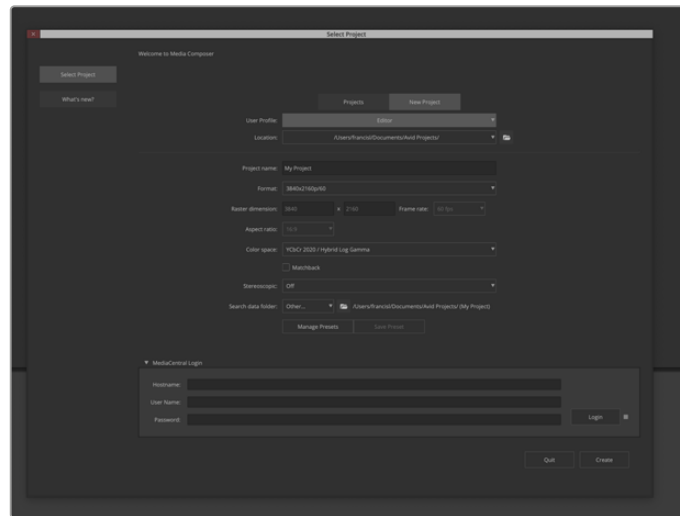 Select Project
Welcome to Media Composer
Select Project
What's new?
Projects New Project
User Profile: Editor
Location: /Users/francisl/Documents/Avid Projects/
Project name: My Project
Format: 3840x2160p/60
Raster dimension: 3840 x 2160 Frame rate: 60 fps
Aspect ratio: 16:9
Color space: YCbCr 2020 / Hybrid Log Gamma
Matchback
Stereoscopic: Off
Search data folder: Other... /Users/francisl/Documents/Avid Projects/ (My Project)
Manage Presets Save Preset
MediaCentral Login
Hostname:
User Name:
Password:
Login
Quit Create